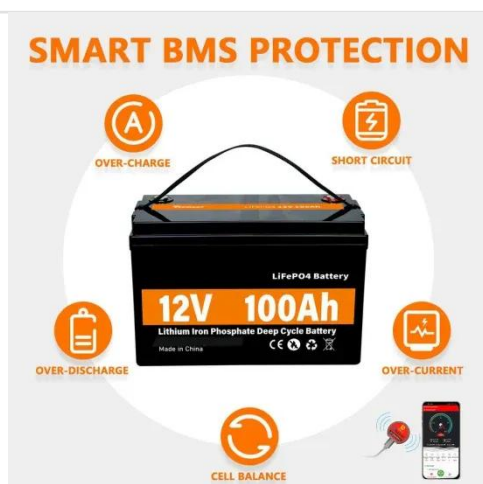 SMART BMS PROTECTION
A
OVER-CHARGE
SHORT CIRCUIT
LiFePO4 Battery
12V 100Ah
Lithium Iron Phosphate Deep Cycle Battery
Made in China
CE
OVER-DISCHARGE
OVER-CURRENT
CELL BALANCE